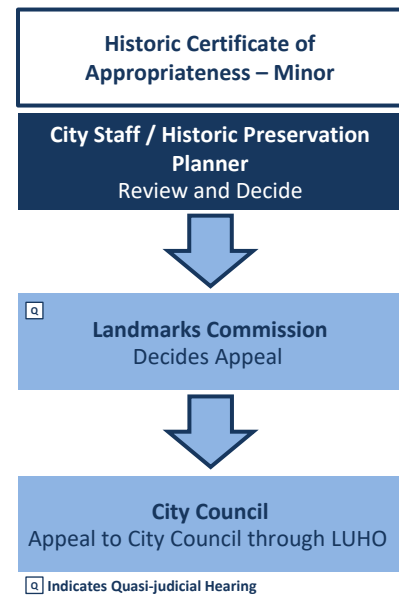 Historic Certificate of
Appropriateness – Minor
City Staff / Historic Preservation
Planner
Review and Decide
Q
Landmarks Commission
Decides Appeal
City Council
Appeal to City Council through LUHO
Q Indicates Quasi-judicial Hearing